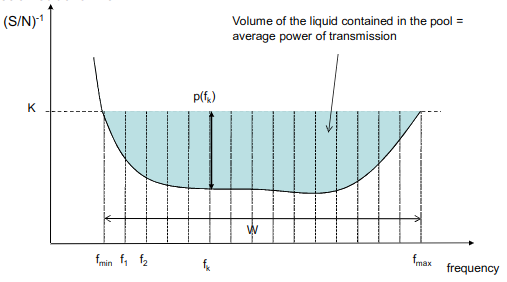 (S/N)-1
Volume of the liquid contained in the pool =
average power of transmission
p(fk)
K
W
fmin f1 f2
fk
fmax
frequency